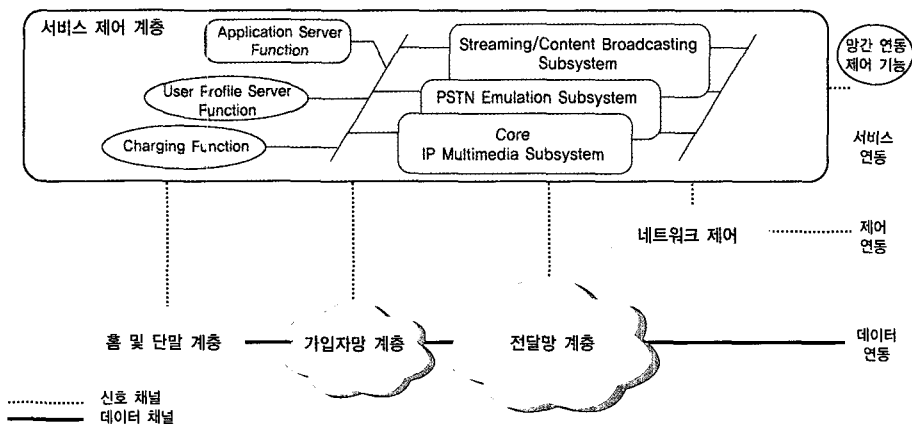 서비스 제어 계층
Application Server
Function
User Frofile Server
Function
Charging Function
Streaming/Content Broadcasting
Subsystem
PSTN Emulation Subsystem
Core
IP Multimedia Subsystem
망간 연동
제어 기능
서비스
연동
네트워크 제어
제어
연동
홈 및 단말 계층
가입자망 계층
전달망 계층
데이터
연동
신호 채널
데이터 채널